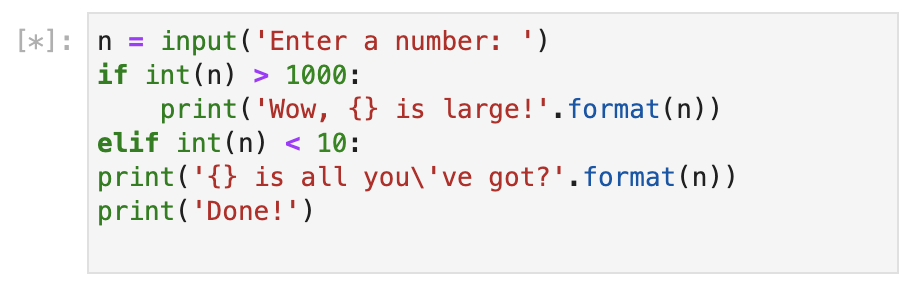 [*]: n = input('Enter a number: ')
if int(n) > 1000:
    print('Wow, {} is large!'.format(n))
elif int(n) < 10:
print('{} is all you\'ve got?'.format(n))
print('Done!')